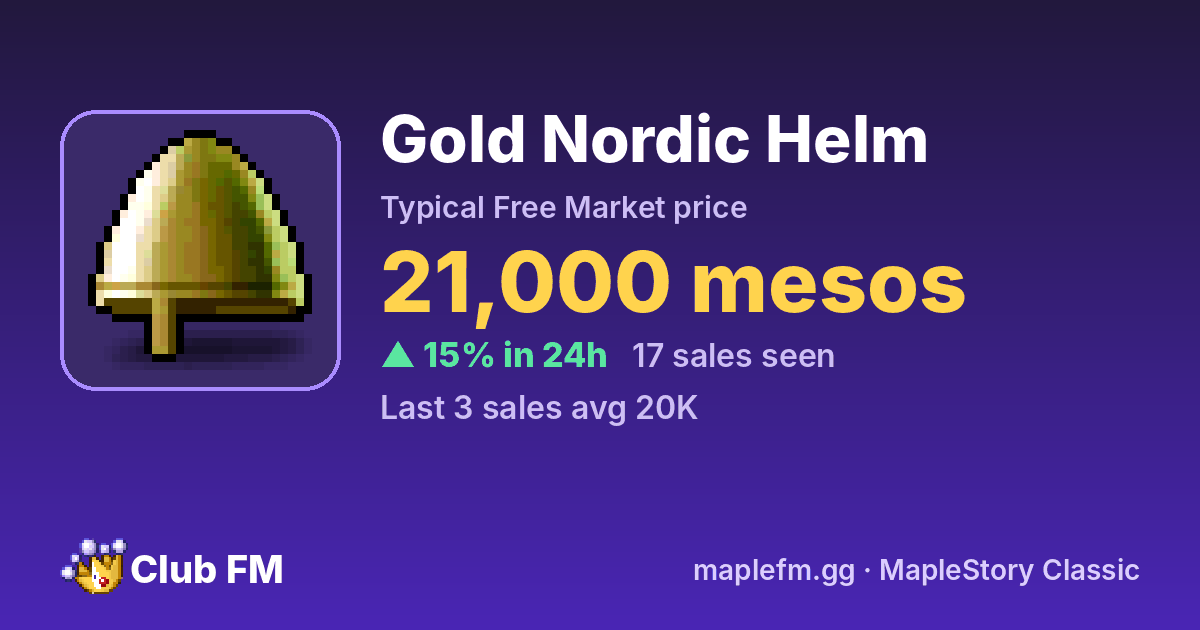 Gold Nordic Helm
Typical Free Market price
21,000 mesos
▲ 15% in 24h 17 sales seen
Last 3 sales avg 20K
Club FM
maplefm.gg · MapleStory Classic